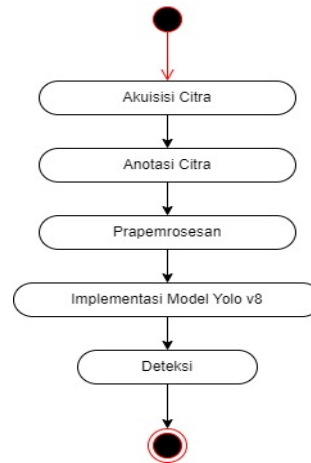 Akuisisi Citra
Anotasi Citra
Prapemrosesan
Implementasi Model Yolo v8
Deteksi